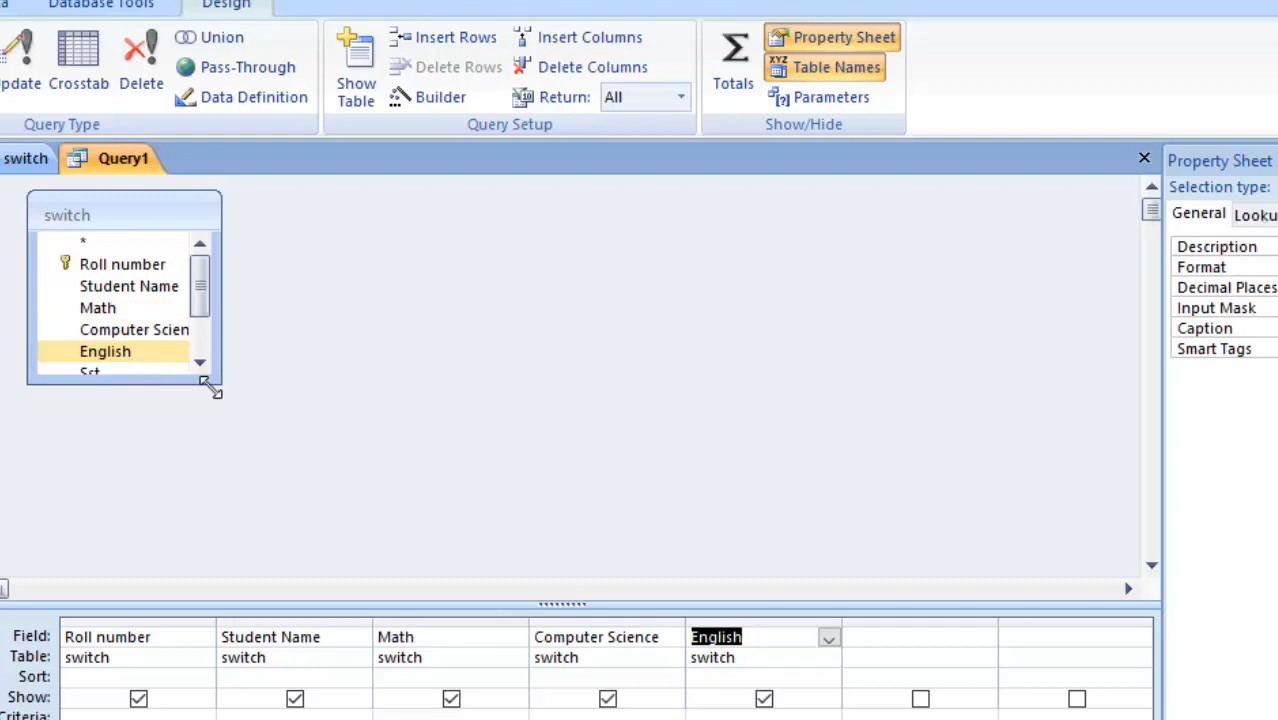 Database Tools
Design
Update
Crosstab
Delete
Union
Pass-Through
Data Definition
Query Type
Show Table
Insert Rows
Delete Rows
Builder
Insert Columns
Delete Columns
Return: All
Query Setup
Σ
Totals
Property Sheet
XYZ Table Names
[?] Parameters
Show/Hide
switch
Query1
switch
*
Roll number
Student Name
Math
Computer Scien
English
Sst
Property Sheet
Selection type:
General Looku
Description
Format
Decimal Places
Input Mask
Caption
Smart Tags
Field: Roll number Student Name Math Computer Science English
Table: switch switch switch switch switch
Sort:
Show:
Criteria: